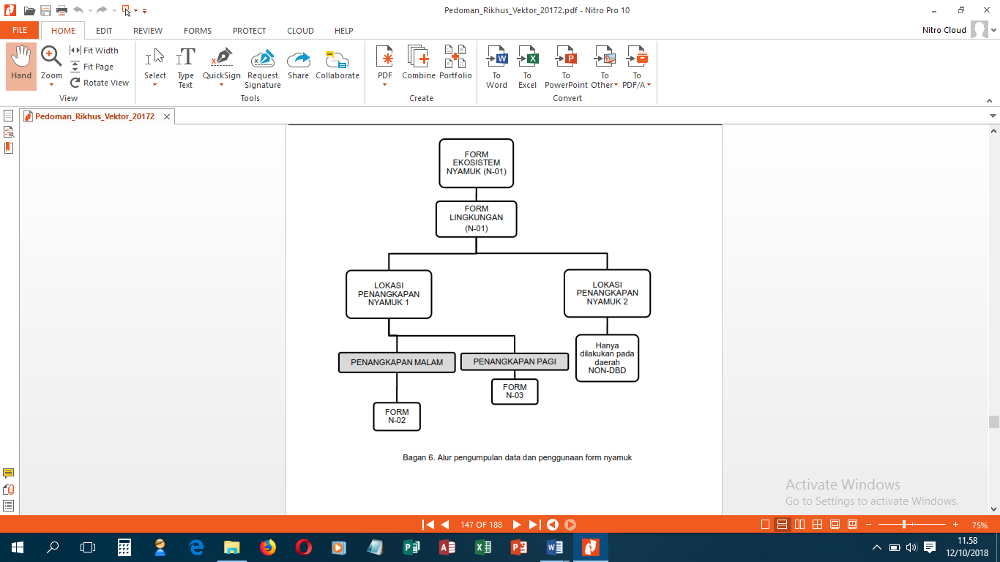 Pedoman_Rikhus_Vektor_20172.pdf - Nitro Pro 10
FILE
HOME
EDIT
REVIEW
FORMS
PROTECT
CLOUD
HELP
Nitro Cloud
Hand
Zoom
Fit Width
Fit Page
Rotate View
View
Select
Type
Text
QuickSign
Request
Signature
Share
Collaborate
Tools
PDF
Combine
Portfolio
Create
To
Word
To
Excel
To
PowerPoint
To
Other
To
PDF/A
Convert
Pedoman_Rikhus_Vektor_20172
FORM
EKOSISTEM
NYAMUK (N-01)
FORM
LINGKUNGAN
(N-01)
LOKASI
PENANGKAPAN
NYAMUK 1
LOKASI
PENANGKAPAN
NYAMUK 2
PENANGKAPAN MALAM
PENANGKAPAN PAGI
Hanya
dilakukan pada
daerah
NON-DBD
FORM
N-03
FORM
N-02
Bagan 6. Alur pengumpulan data dan penggunaan form nyamuk
Activate Windows
Go to Settings to activate Windows.
147 OF 188
75%
11.58
12/10/2018